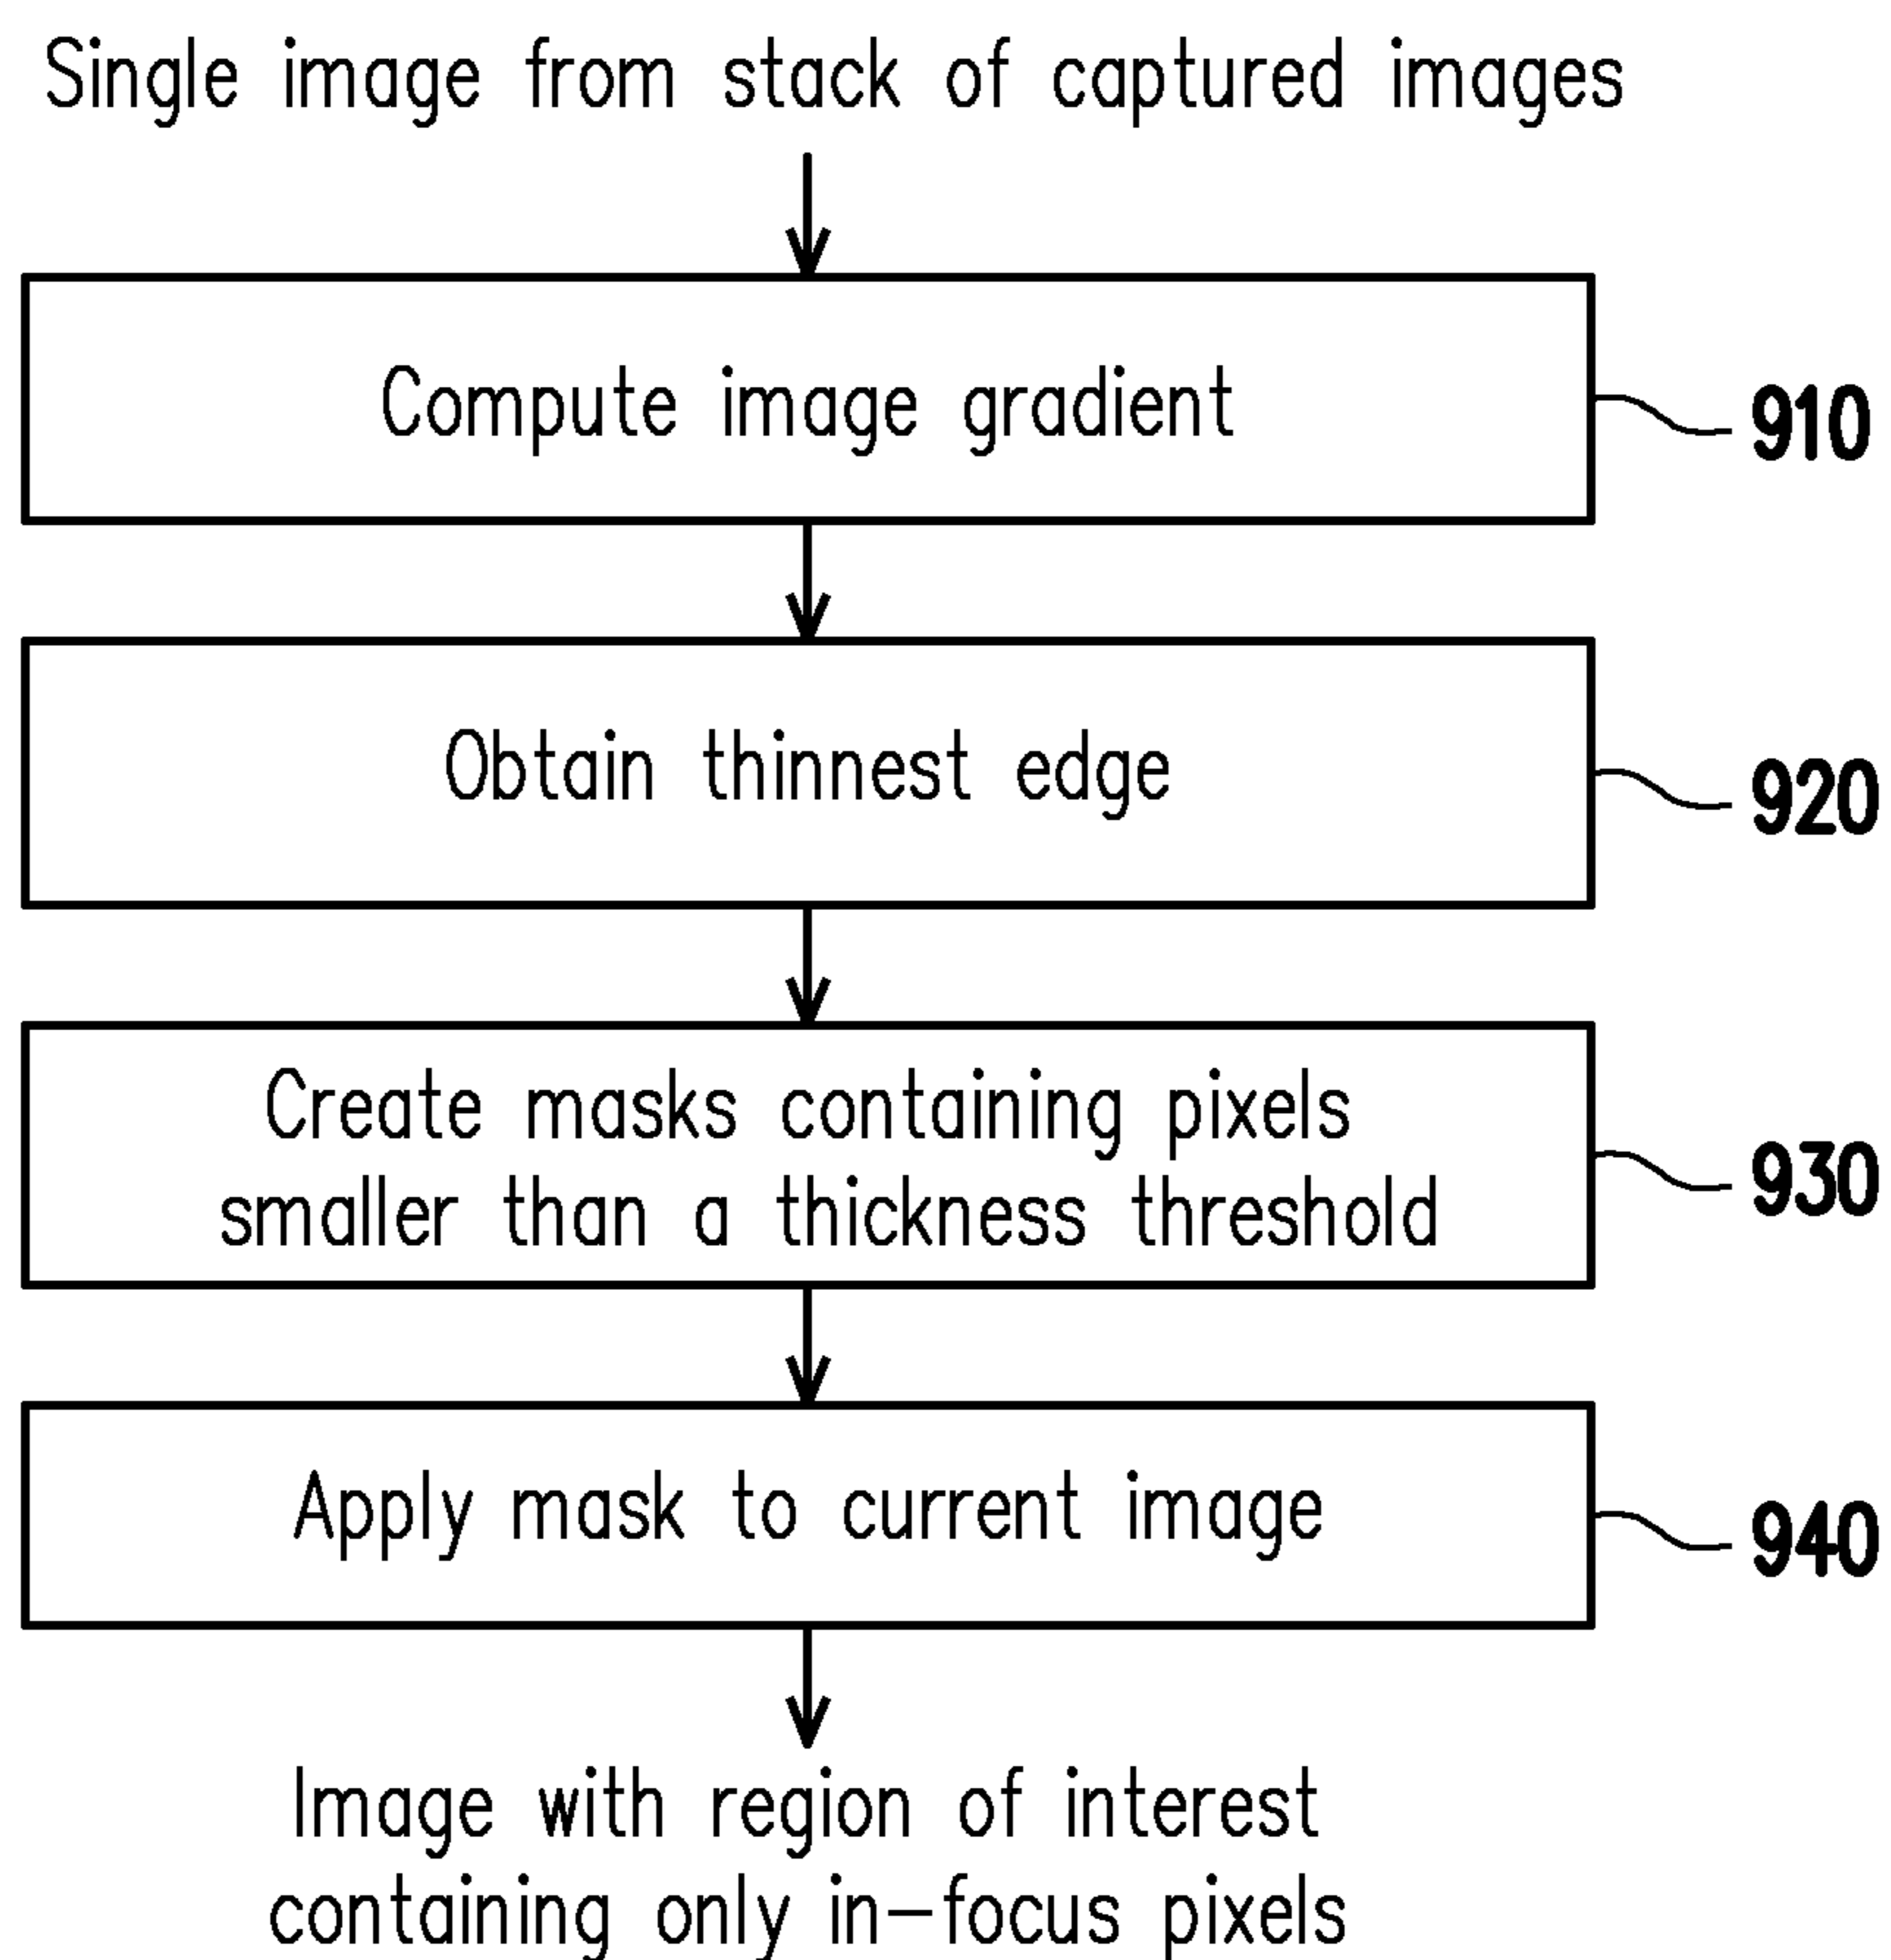 Single image from stack of captured images
Compute image gradient
910
Obtain thinnest edge
920
Create masks containing pixels
smaller than a thickness threshold
930
Apply mask to current image
940
Image with region of interest
containing only in-focus pixels